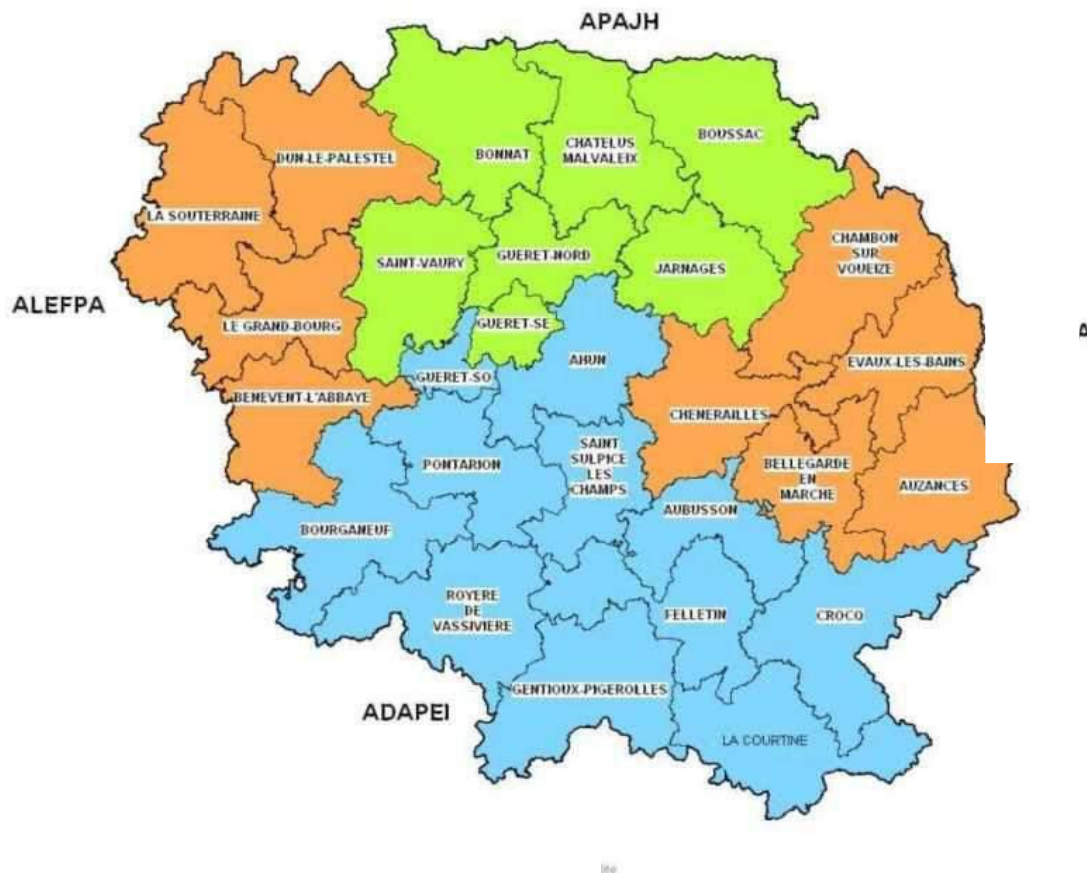 APAJH
BOUSSAC
CHATELUS
MALVALEIX
BONNAT
DUN-LE-PALESTEL
LA SOUTERRAINE
CHAMBON
SUR
VOUEIZE
GUERET-NORD
SAINT-VAURY
JARNAGES
ALEFPA
LE GRAND-BOURG
GUERET-SE
AHUN
EVAUX-LES-BAINS
GUERET-SO
BENEVENT-L'ABBAYE
CHENERAILLES
SAINT
SULPICE
LES
CHAMPS
PONTARION
BELLEGARDE
EN
MARCHE
AUZANCES
AUBUSSON
BOURGANEUF
ROYERE
DE
VASSIVIERE
FELLETIN
CROCQ
GENTIOUX-PIGEROLLES
ADAPEI
LA COURTINE